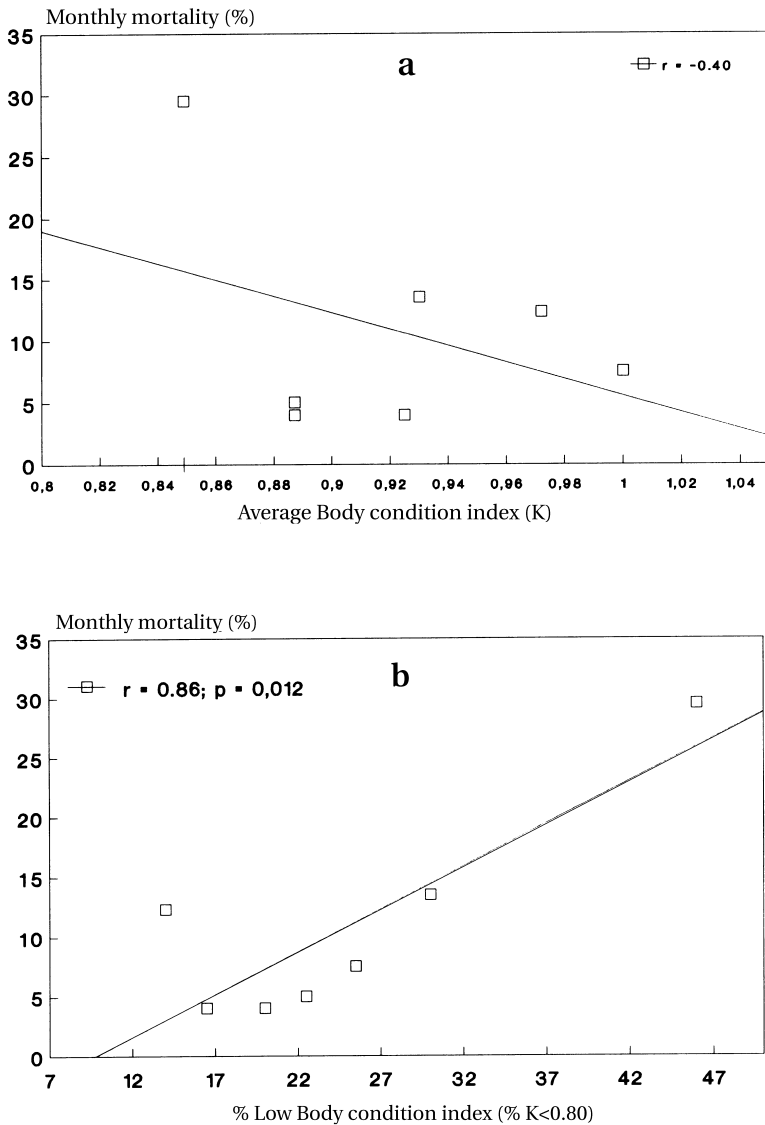 Monthly mortality (%)
35
a
r = -0.40
30
25
20
15
10
5
0
0,8 0,82 0,84 0,86 0,88 0,9 0,92 0,94 0,96 0,98 1 1,02 1,04
Average Body condition index (K)
Monthly mortality (%)
35
b
r = 0.86; p = 0,012
30
25
20
15
10
5
0
7 12 17 22 27 32 37 42 47
% Low Body condition index (% K<0.80)